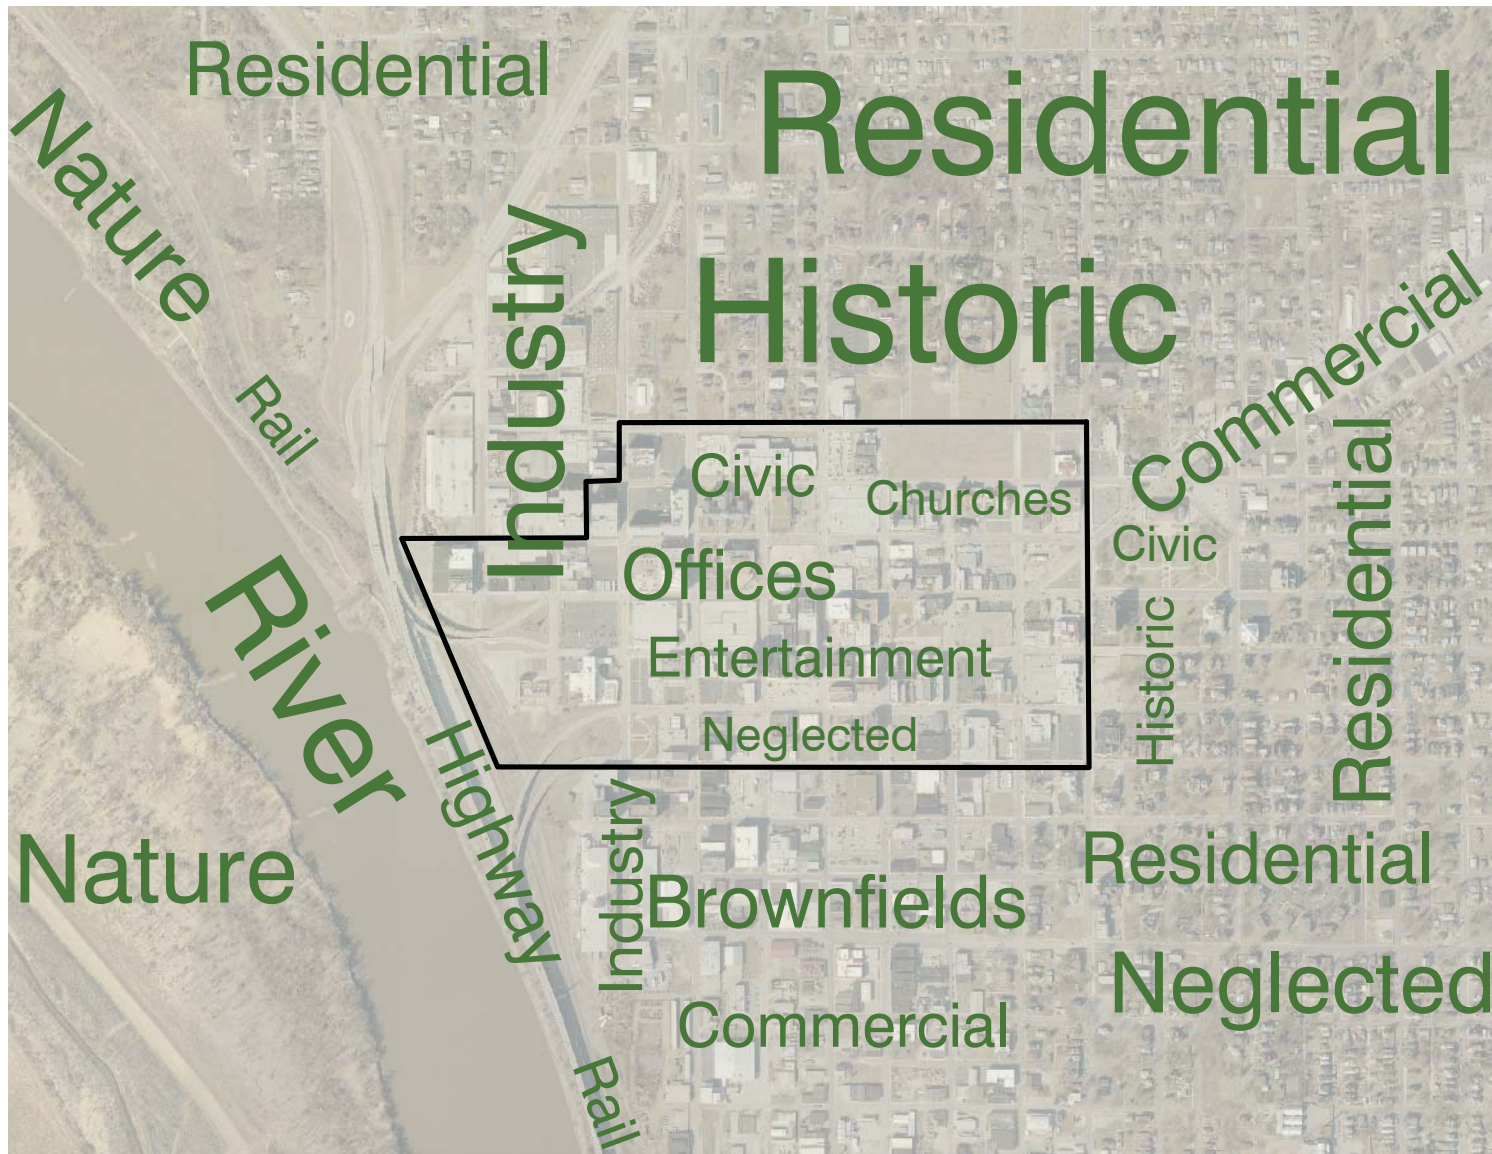 Residential
Residential
Nature
Industry
Historic
Commercial
Rail
Residential
Civic
Churches
Civic
Offices
River
Historic
Entertainment
Neglected
Highway
Industry
Residential
Nature
Brownfields
Neglected
Commercial
Rail